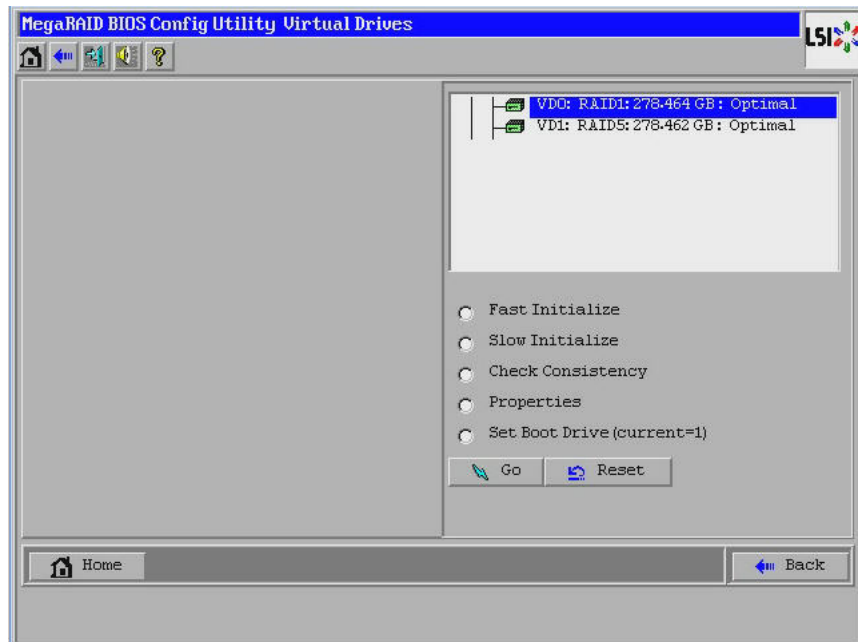 MegaRAID BIOS Config Utility Virtual Drives
LSI
?
VD0: RAID1: 278.464 GB: Optimal
VD1: RAID5: 278.462 GB: Optimal
Fast Initialize
Slow Initialize
Check Consistency
Properties
Set Boot Drive (current=1)
Go Reset
Home Back